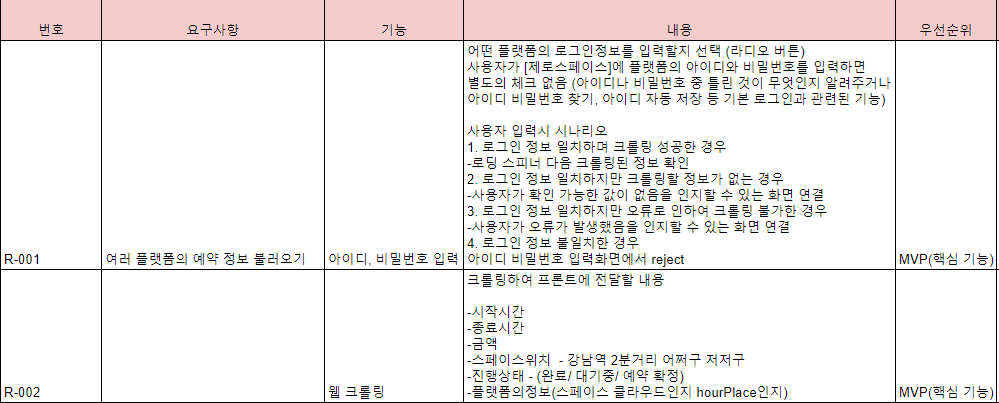 번호 요구사항 기능 내용 우선순위
어떤 플랫폼의 로그인정보를 입력할지 선택 (라디오 버튼)
사용자가 [제로스페이스]에 플랫폼의 아이디와 비밀번호를 입력하면
별도의 체크 없음 (아이디나 비밀번호 중 틀린 것이 무엇인지 알려주거나
아이디 비밀번호 찾기, 아이디 자동 저장 등 기본 로그인과 관련된 기능)
사용자 입력시 시나리오
1. 로그인 정보 일치하며 크롤링 성공한 경우
-로딩 스피너 다음 크롤링된 정보 확인
2. 로그인 정보 일치하지만 크롤링할 정보가 없는 경우
-사용자가 확인 가능한 값이 없음을 인지할 수 있는 화면 연결
3. 로그인 정보 일치하지만 오류로 인하여 크롤링 불가한 경우
-사용자가 오류가 발생했음을 인지할 수 있는 화면 연결
4. 로그인 정보 불일치한 경우
R-001 여러 플랫폼의 예약 정보 불러오기 아이디, 비밀번호 입력 아이디 비밀번호 입력화면에서 reject MVP(핵심 기능)
크롤링하여 프론트에 전달할 내용
-시작시간
-종료시간
-금액
-스페이스위치 - 강남역 2분거리 어쩌구 저저구
-진행상태 - (완료/ 대기중/ 예약 확정)
R-002 웹 크롤링 -플랫폼의정보(스페이스 클라우드인지 hourPlace인지) MVP(핵심 기능)